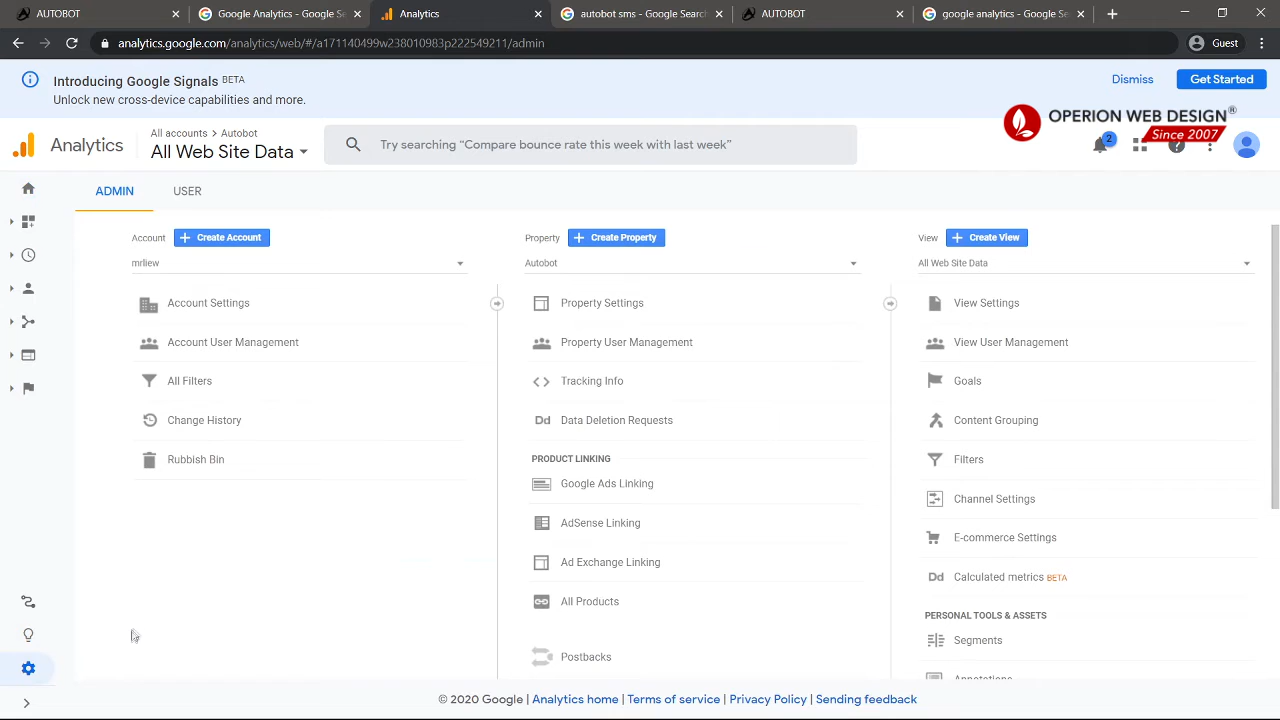 AUTOBOT
Google Analytics - Google Se
Analytics
autobot sms - Google Search
AUTOBOT
google analytics - Google Se
analytics.google.com/analytics/web/#/a171140499w238010983p222549211/admin
Guest
Introducing Google Signals BETA
Unlock new cross-device capabilities and more.
Dismiss
Get Started
OPERION WEB DESIGN®
Since 2007
Analytics
All accounts > Autobot
All Web Site Data
Try searching “Compare bounce rate this week with last week”
2
ADMIN
USER
Account
+ Create Account
mrliew
Account Settings
Account User Management
All Filters
Change History
Rubbish Bin
Property
+ Create Property
Autobot
Property Settings
Property User Management
Tracking Info
Dd Data Deletion Requests
PRODUCT LINKING
Google Ads Linking
AdSense Linking
Ad Exchange Linking
All Products
Postbacks
View
+ Create View
All Web Site Data
View Settings
View User Management
Goals
Content Grouping
Filters
Channel Settings
E-commerce Settings
Dd Calculated metrics BETA
PERSONAL TOOLS & ASSETS
Segments
Annotations
© 2020 Google | Analytics home | Terms of service | Privacy Policy | Sending feedback